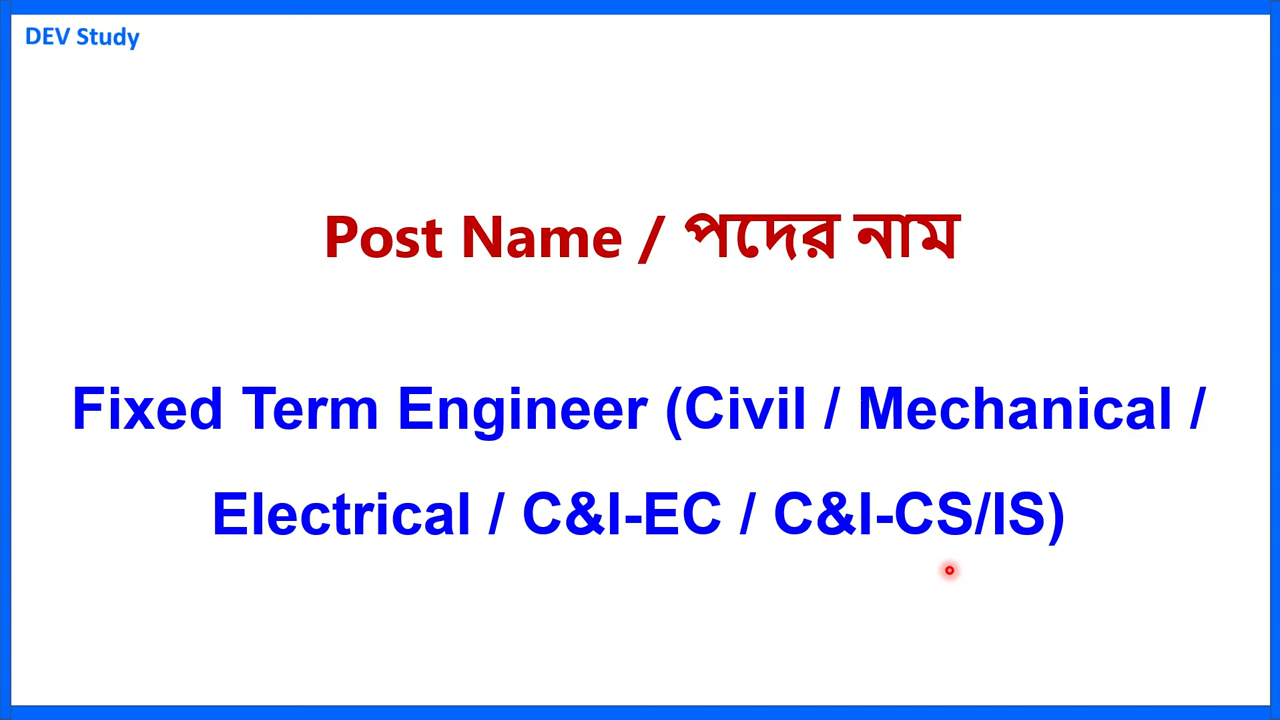 DEV Study
Post Name / পদের নাম
Fixed Term Engineer (Civil / Mechanical /
Electrical / C&I-EC / C&I-CS/IS)